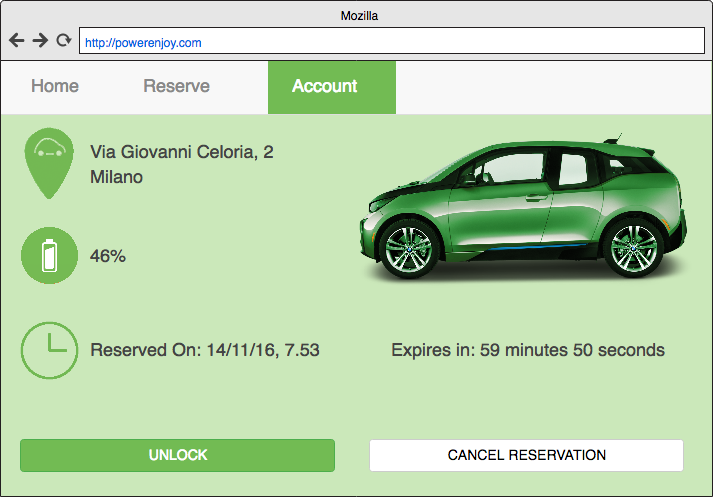 Mozilla
http://powerenjoy.com
Home Reserve Account
Via Giovanni Celoria, 2
Milano
46%
Reserved On: 14/11/16, 7.53
Expires in: 59 minutes 50 seconds
UNLOCK
CANCEL RESERVATION